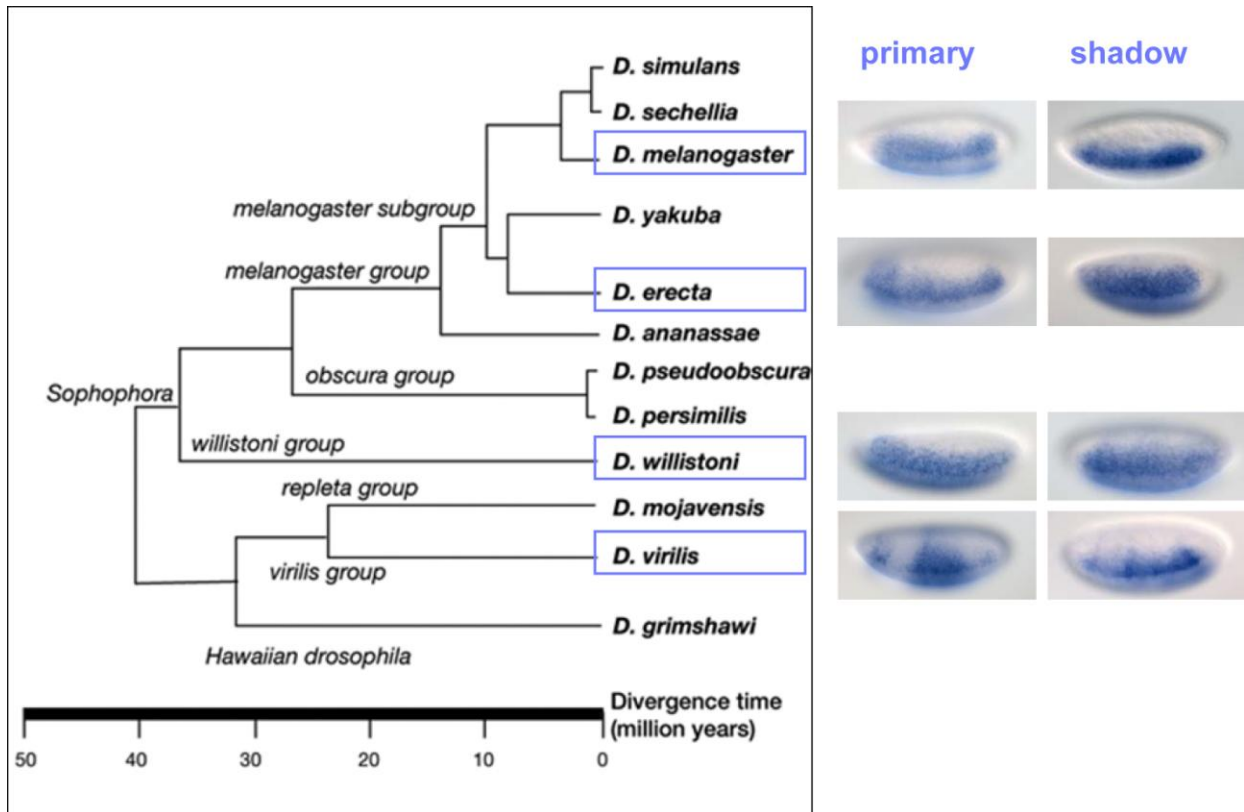 primary shadow
D. simulans
D. sechellia
D. melanogaster
melanogaster subgroup
D. yakuba
melanogaster group
D. erecta
D. ananassae
obscura group
D. pseudoobscura
Sophophora
D. persimilis
willistoni group
D. willistoni
repleta group
D. mojavensis
D. virilis
virilis group
D. grimshawi
Hawaiian drosophila
Divergence time
(million years)
50 40 30 20 10 0